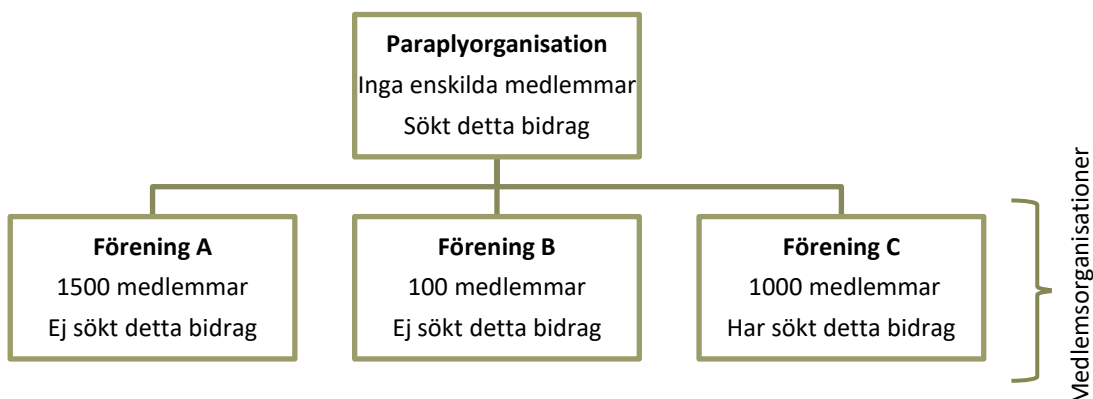 Paraplyorganisation
Inga enskilda medlemmar
Sökt detta bidrag
Förening A
1500 medlemmar
Ej sökt detta bidrag
Förening B
100 medlemmar
Ej sökt detta bidrag
Förening C
1000 medlemmar
Har sökt detta bidrag
Medlemsorganisationer